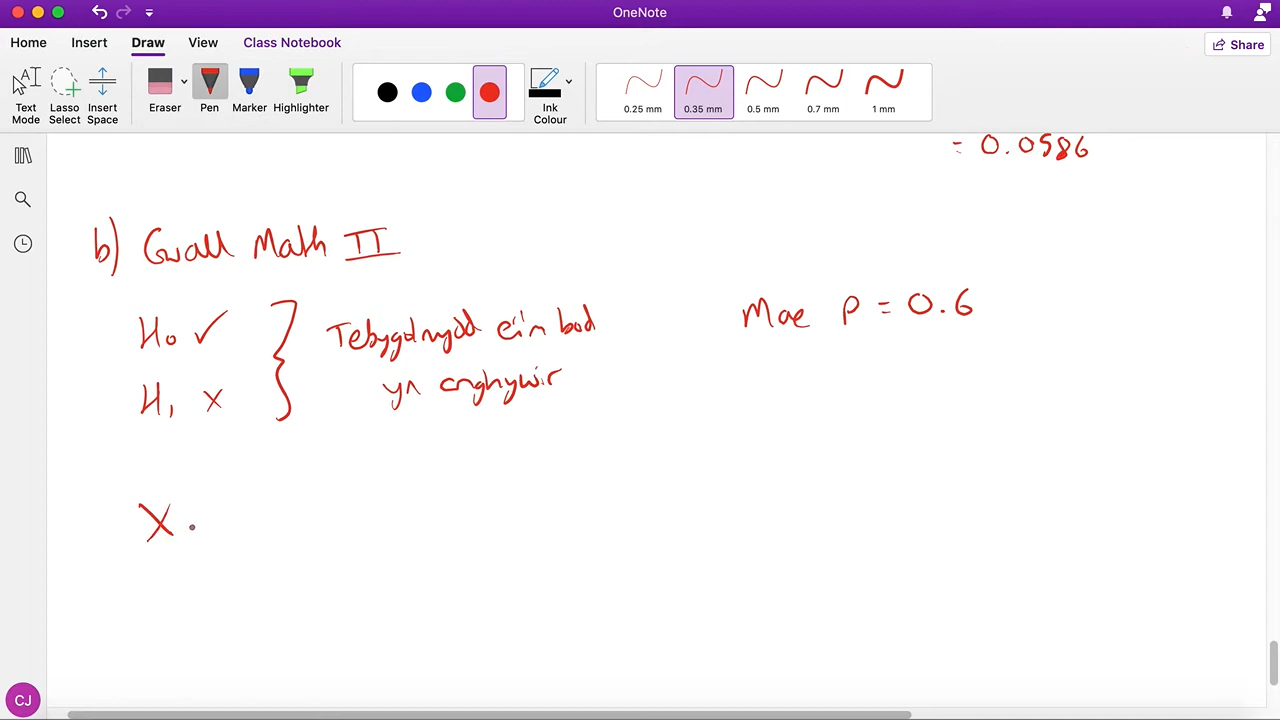 OneNote
Home Insert Draw View Class Notebook
Share
Text Mode
Lasso Select
Insert Space
Eraser
Pen
Marker
Highlighter
Ink Colour
0.25 mm
0.35 mm
0.5 mm
0.7 mm
1 mm
= 0.0586
b) Gwall Math II
H₀ ✓
H₁ ×
Tebygolrwydd ein bod
yn anghywir
Mae p = 0.6
X
CJ